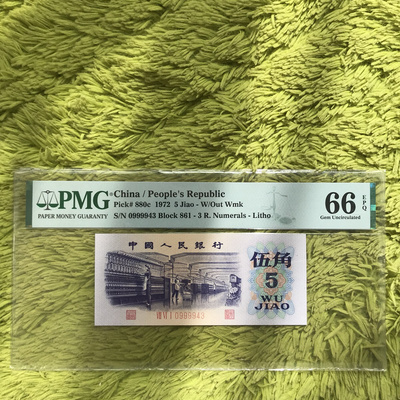 PMG
PAPER MONEY GUARANTY
China / People's Republic
Pick# 880c 1972 5 Jiao - W/Out Wmk
S/N 0999943 Block 861 - 3 R. Numerals - Litho
66 EPQ
Gem Uncirculated
中國人民銀行
伍角
5
WU
JIAO
0999943